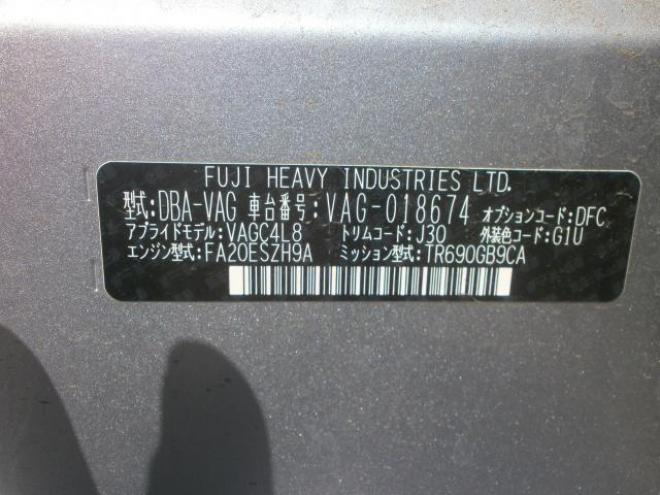 FUJI HEAVY INDUSTRIES LTD.
型式:DBA-VAG 車台番号:VAG-018674 オプションコード:DFC
アプライドモデル:VAGC4L8 トリムコード:J30 外装色コード:G1U
エンジン型式:FA20ESZH9A ミッション型式:TR690GB9CA